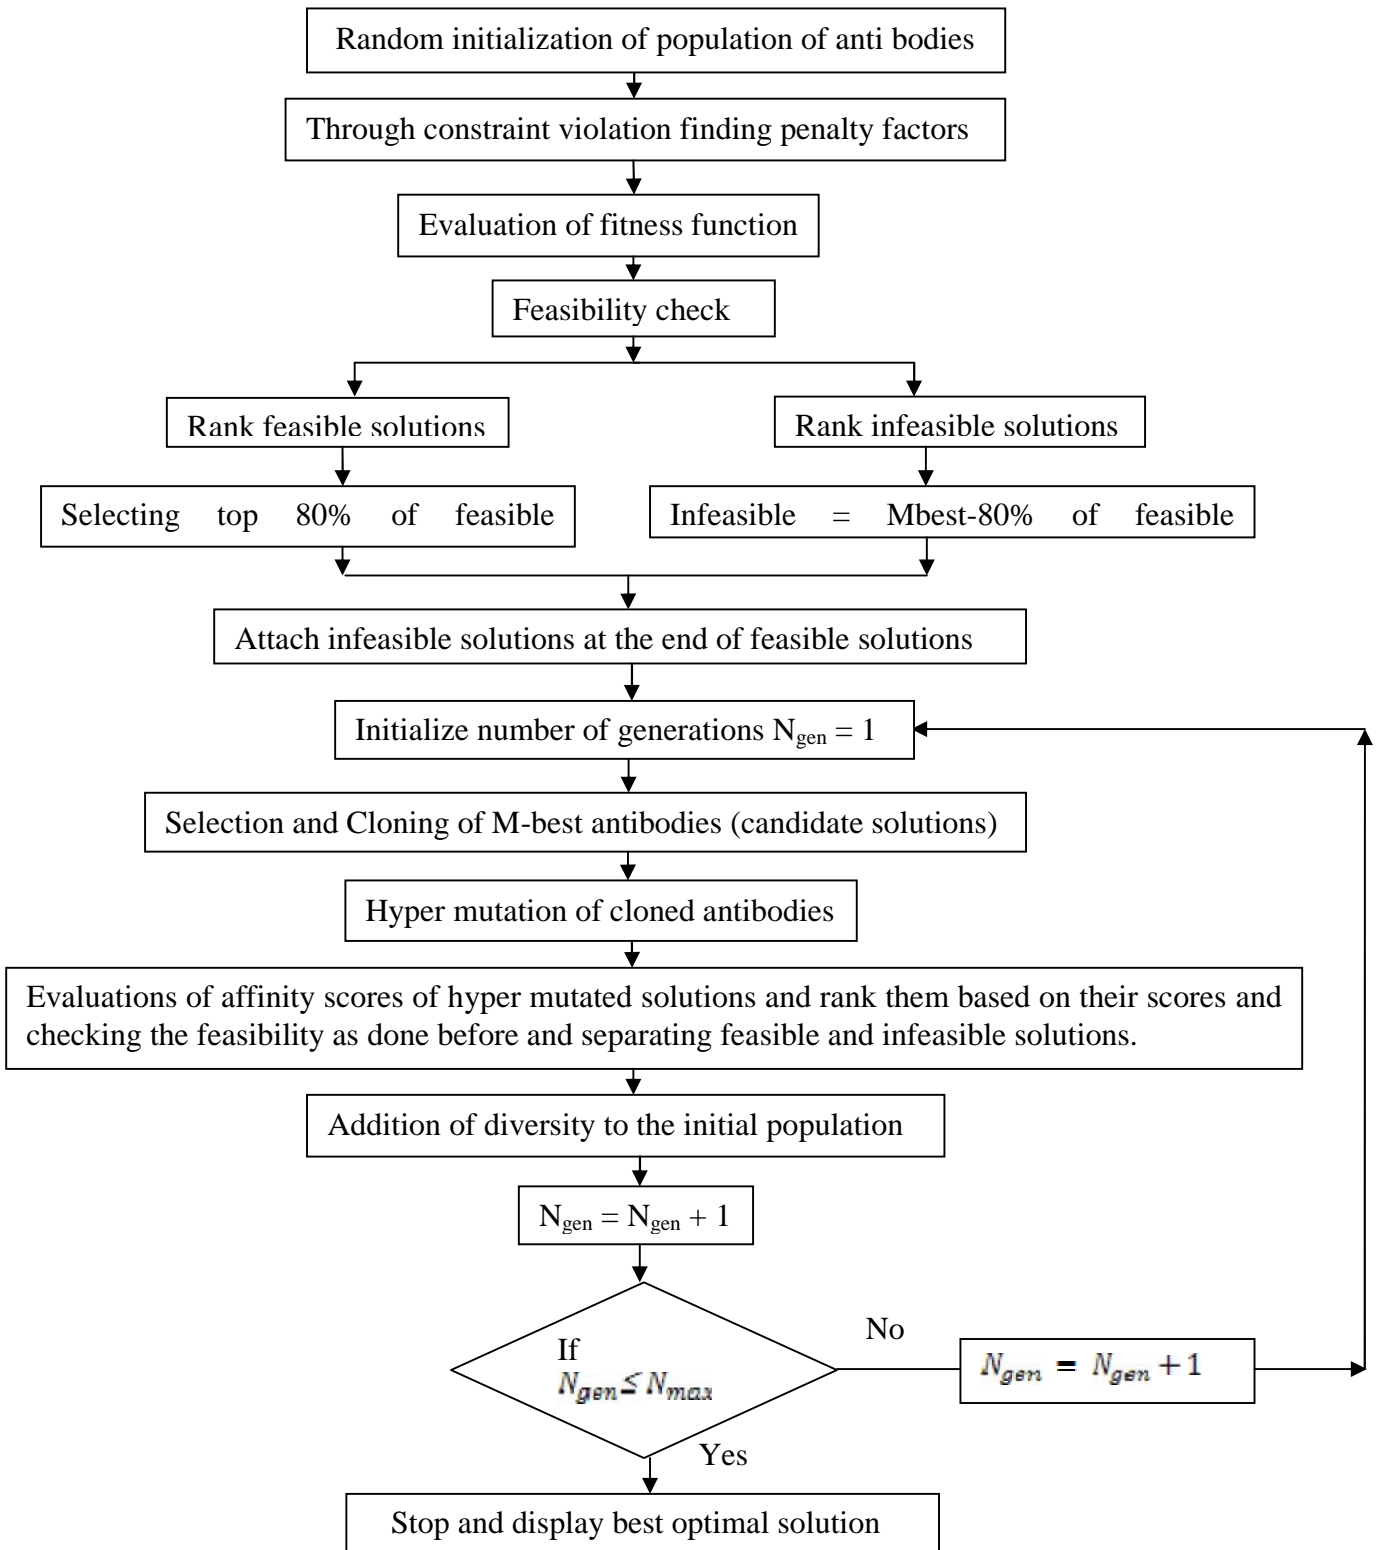 Random initialization of population of anti bodies
Through constraint violation finding penalty factors
Evaluation of fitness function
Feasibility check
Rank feasible solutions
Rank infeasible solutions
Selecting top 80% of feasible
Infeasible = Mbest-80% of feasible
Attach infeasible solutions at the end of feasible solutions
Initialize number of generations Ngen = 1
Selection and Cloning of M-best antibodies (candidate solutions)
Hyper mutation of cloned antibodies
Evaluations of affinity scores of hyper mutated solutions and rank them based on their scores and
checking the feasibility as done before and separating feasible and infeasible solutions.
Addition of diversity to the initial population
Ngen = Ngen + 1
If
Ngen ≤ Nmax
No
Ngen = Ngen + 1
Yes
Stop and display best optimal solution